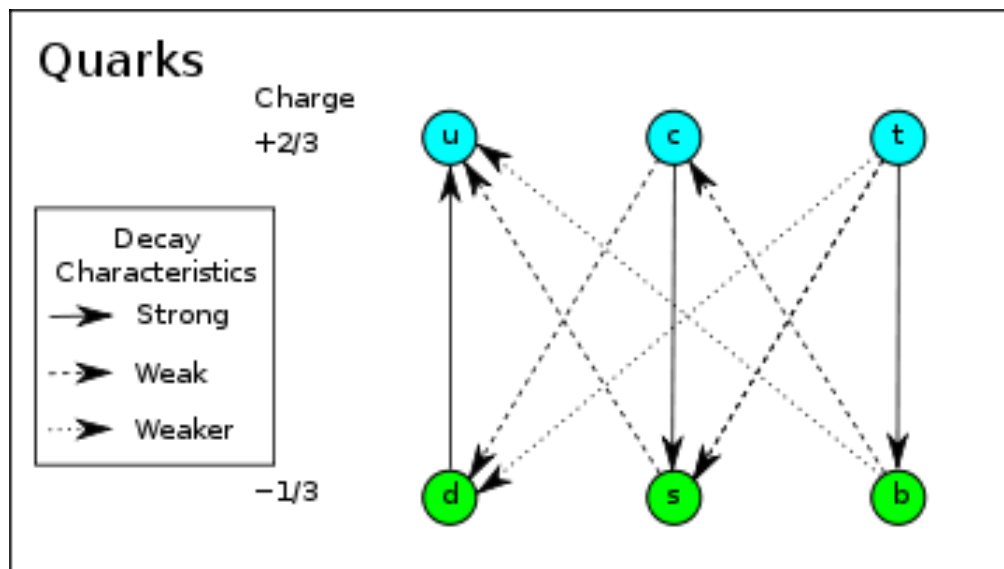 Quarks
Charge
+2/3
u c t
Decay
Characteristics
Strong
Weak
Weaker
−1/3
d s b